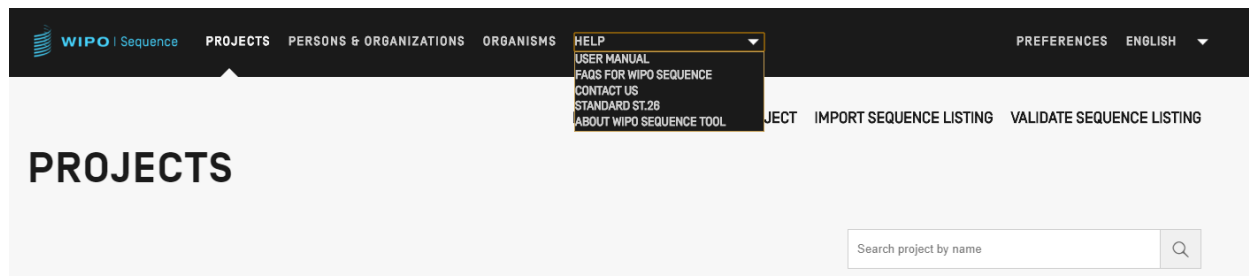 WIPO | Sequence PROJECTS PERSONS & ORGANIZATIONS ORGANISMS HELP PREFERENCES ENGLISH
USER MANUAL
FAQS FOR WIPO SEQUENCE
CONTACT US
STANDARD ST.26
ABOUT WIPO SEQUENCE TOOL
JECT IMPORT SEQUENCE LISTING VALIDATE SEQUENCE LISTING
PROJECTS
Search project by name